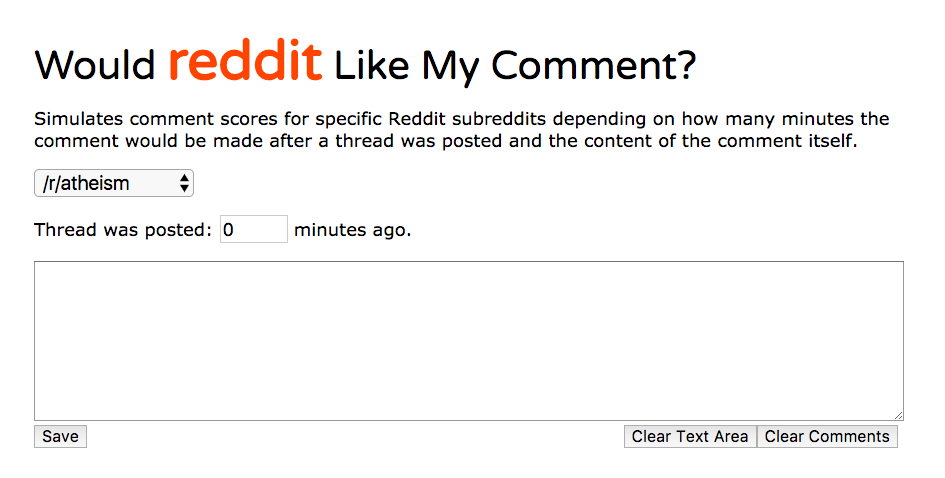 Would reddit Like My Comment?
Simulates comment scores for specific Reddit subreddits depending on how many minutes the
comment would be made after a thread was posted and the content of the comment itself.
/r/atheism
Thread was posted: 0 minutes ago.
Save Clear Text Area Clear Comments